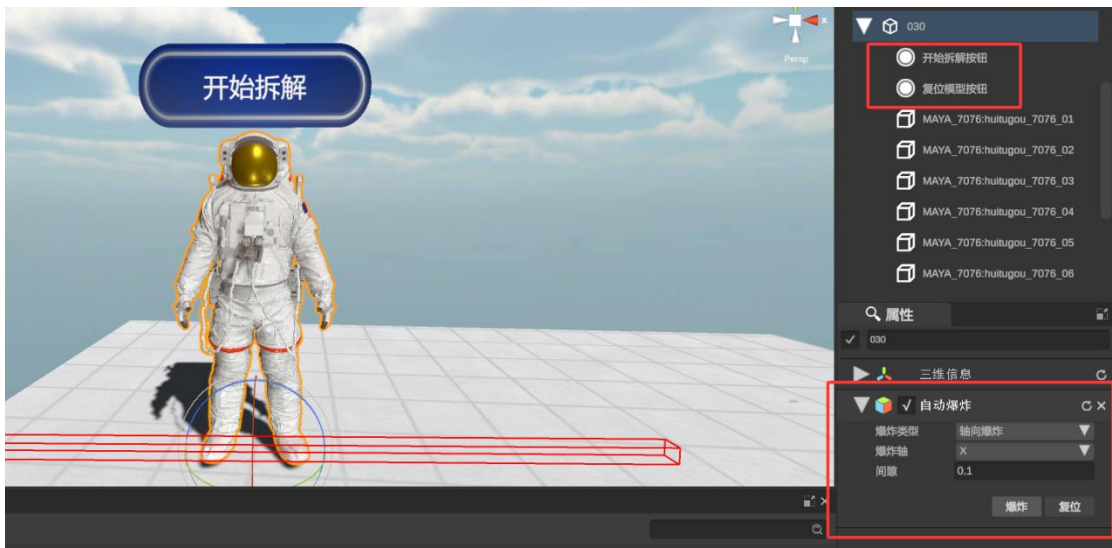 开始拆解
x
Persp
030
开始拆解按钮
复位模型按钮
MAYA_7076:huitugou_7076_01
MAYA_7076:huitugou_7076_02
MAYA_7076:huitugou_7076_03
MAYA_7076:huitugou_7076_04
MAYA_7076:huitugou_7076_05
MAYA_7076:huitugou_7076_06
属性
030
三维信息
自动爆炸
爆炸类型 轴向爆炸
爆炸轴 X
间隙 0.1
爆炸 复位